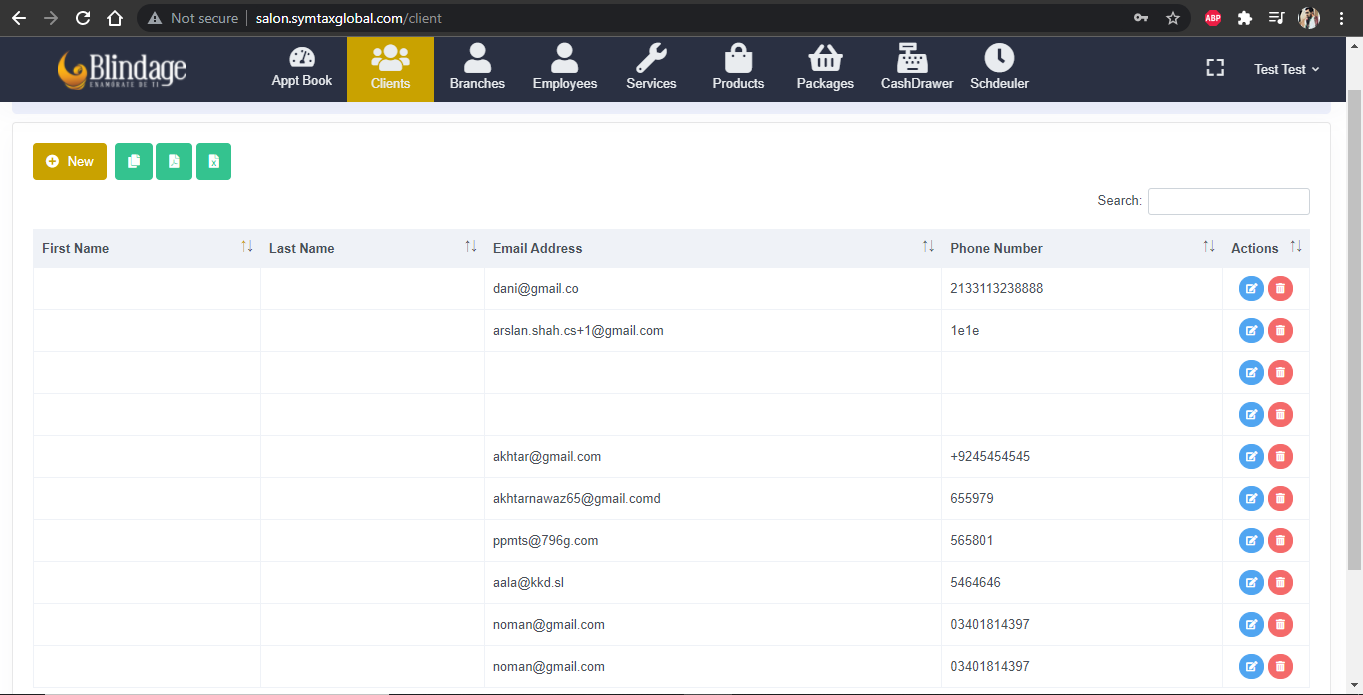 Not secure salon.symtaxglobal.com/client ABP
Blindage
ENAMÓRATE DE TI
Appt Book Clients Branches Employees Services Products Packages CashDrawer Schdeuler Test Test
New
Search:
First Name Last Name Email Address Phone Number Actions
dani@gmail.co 2133113238888
arslan.shah.cs+1@gmail.com 1e1e
akhtar@gmail.com +9245454545
akhtarnawaz65@gmail.comd 655979
ppmts@796g.com 565801
aala@kkd.sl 5464646
noman@gmail.com 03401814397
noman@gmail.com 03401814397